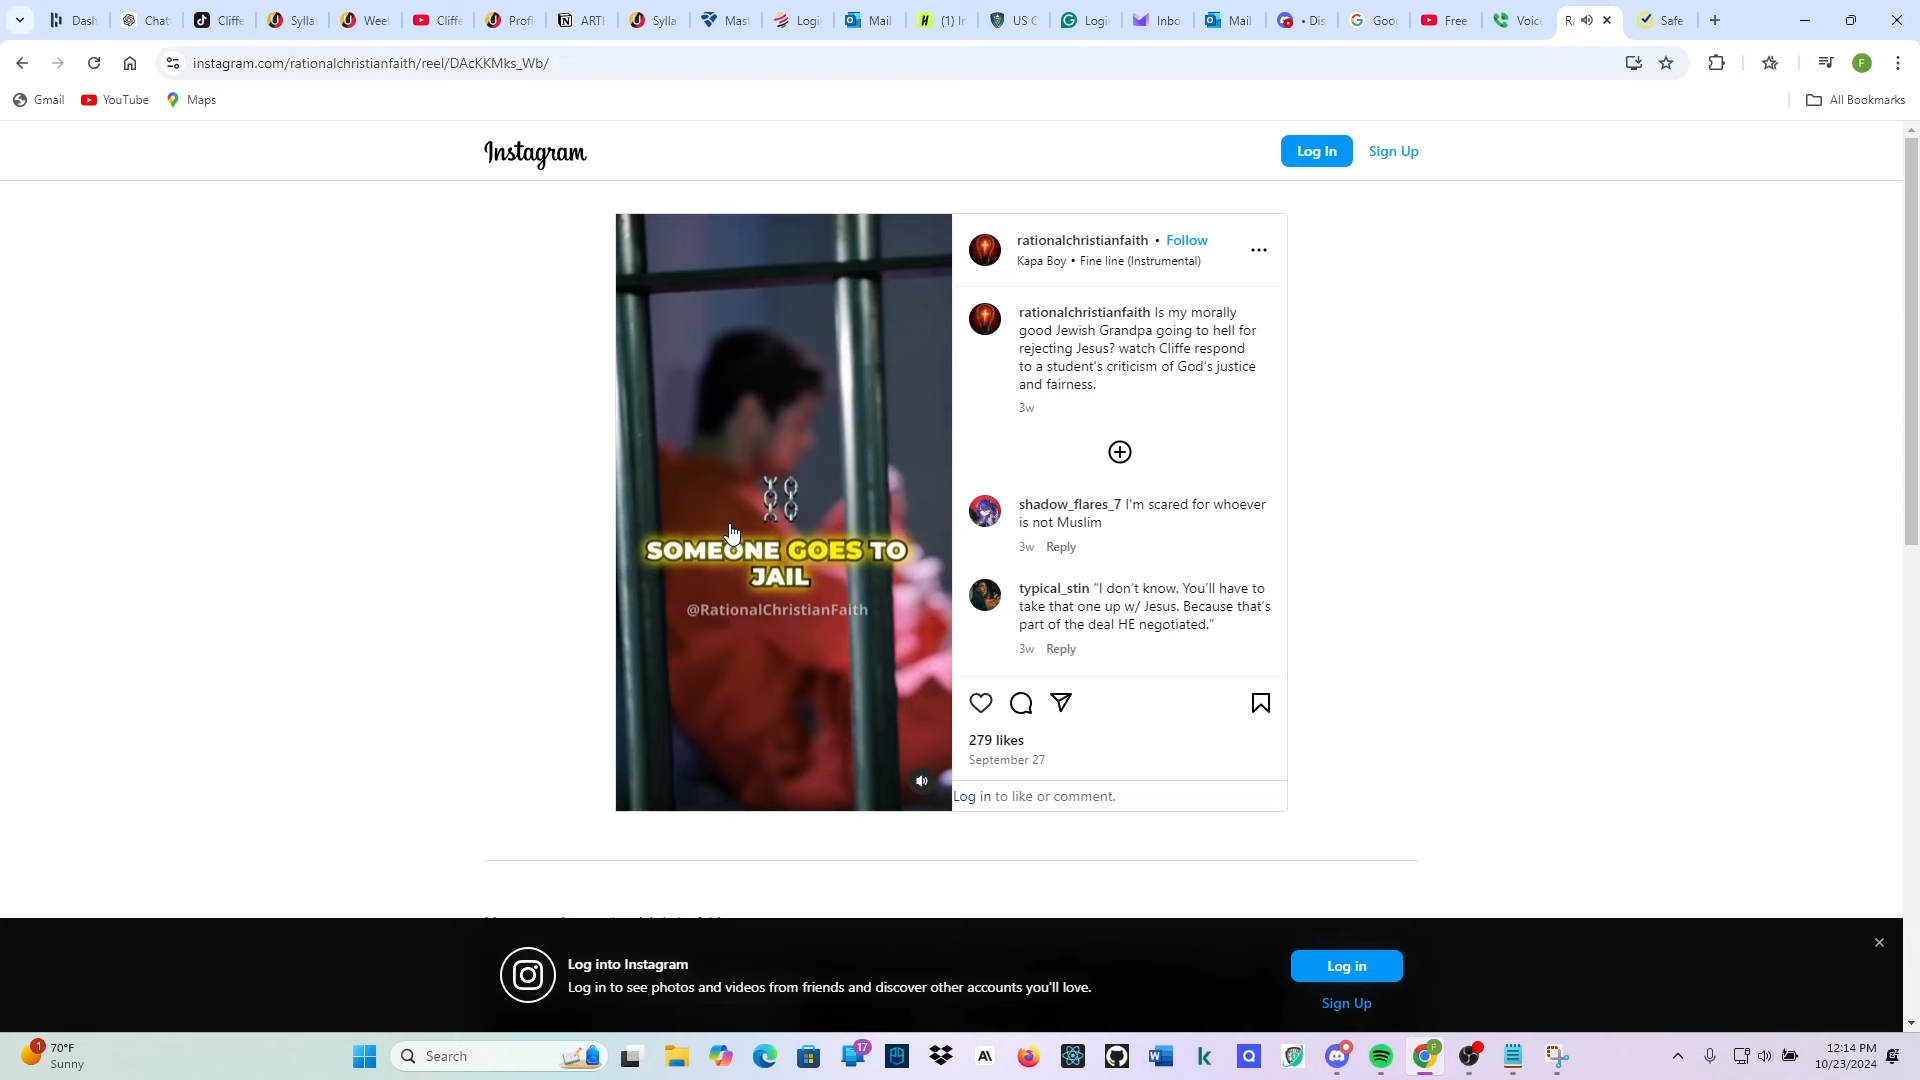 Dash
Chat
Cliffe
Sylla
Wee
Cliffe
Profi
ARTI
Sylla
Mast
Login
Mail
(1) Ir
US C
Logi
Inbo
Mail
• Dis
Goo
Free
Voic
Ra
Safe
instagram.com/rationalchristianfaith/reel/DAcKKMks_Wb/
Gmail
YouTube
Maps
All Bookmarks
Instagram
Log In
Sign Up
SOMEONE GOES TO
JAIL
@RationalChristianFaith
rationalchristianfaith • Follow
Kapa Boy • Fine line (Instrumental)
rationalchristianfaith Is my morally
good Jewish Grandpa going to hell for
rejecting Jesus? watch Cliffe respond
to a student's criticism of God's justice
and fairness.
3w
shadow_flares_7 I'm scared for whoever
is not Muslim
3w Reply
typical_stin “I don’t know. You’ll have to
take that one up w/ Jesus. Because that’s
part of the deal HE negotiated.”
3w Reply
279 likes
September 27
Log in to like or comment.
Log into Instagram
Log in to see photos and videos from friends and discover other accounts you'll love.
Log in
Sign Up
1
70°F
Sunny
Search
17
12:14 PM
10/23/2024